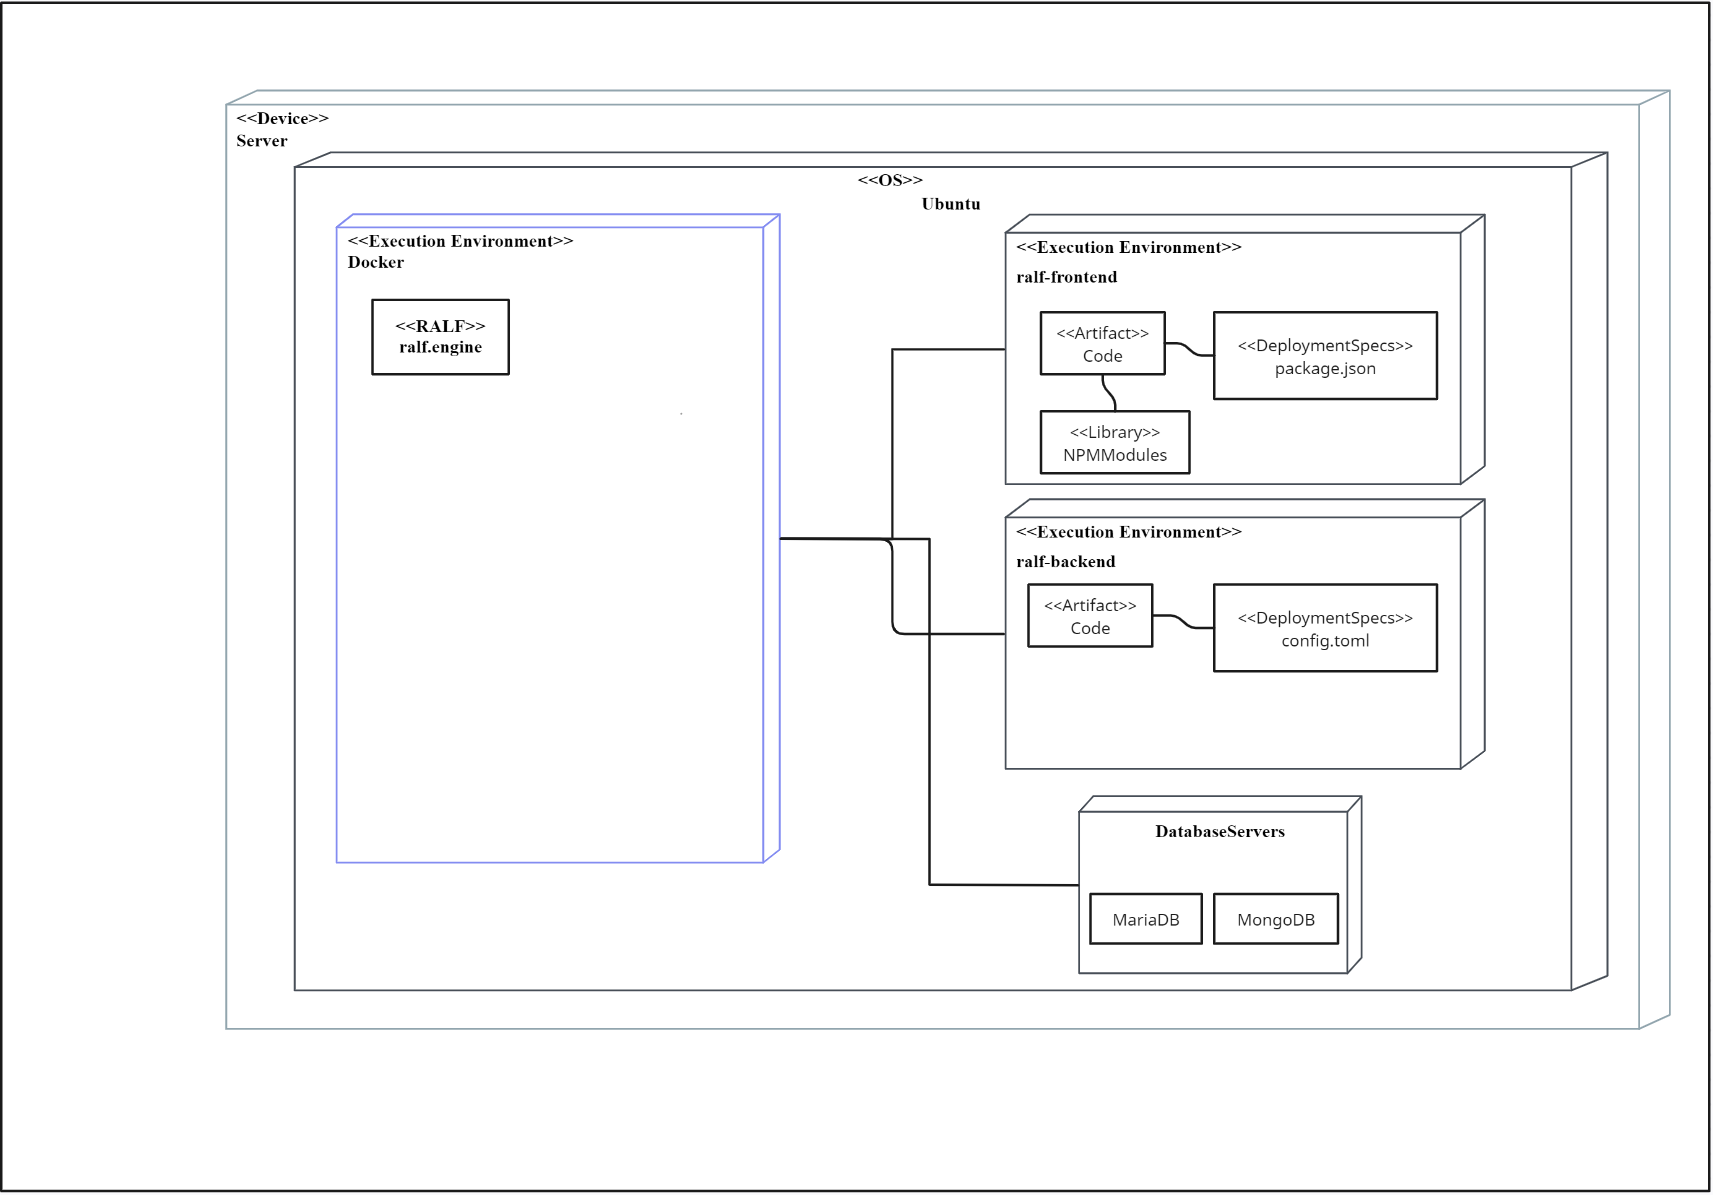 <<Device>>
Server
<<OS>>
Ubuntu
<<Execution Environment>>
Docker
<<RALF>>
ralf.engine
<<Execution Environment>>
ralf-frontend
<<Artifact>>
Code
<<DeploymentSpecs>>
package.json
<<Library>>
NPMModules
<<Execution Environment>>
ralf-backend
<<Artifact>>
Code
<<DeploymentSpecs>>
config.toml
DatabaseServers
MariaDB
MongoDB